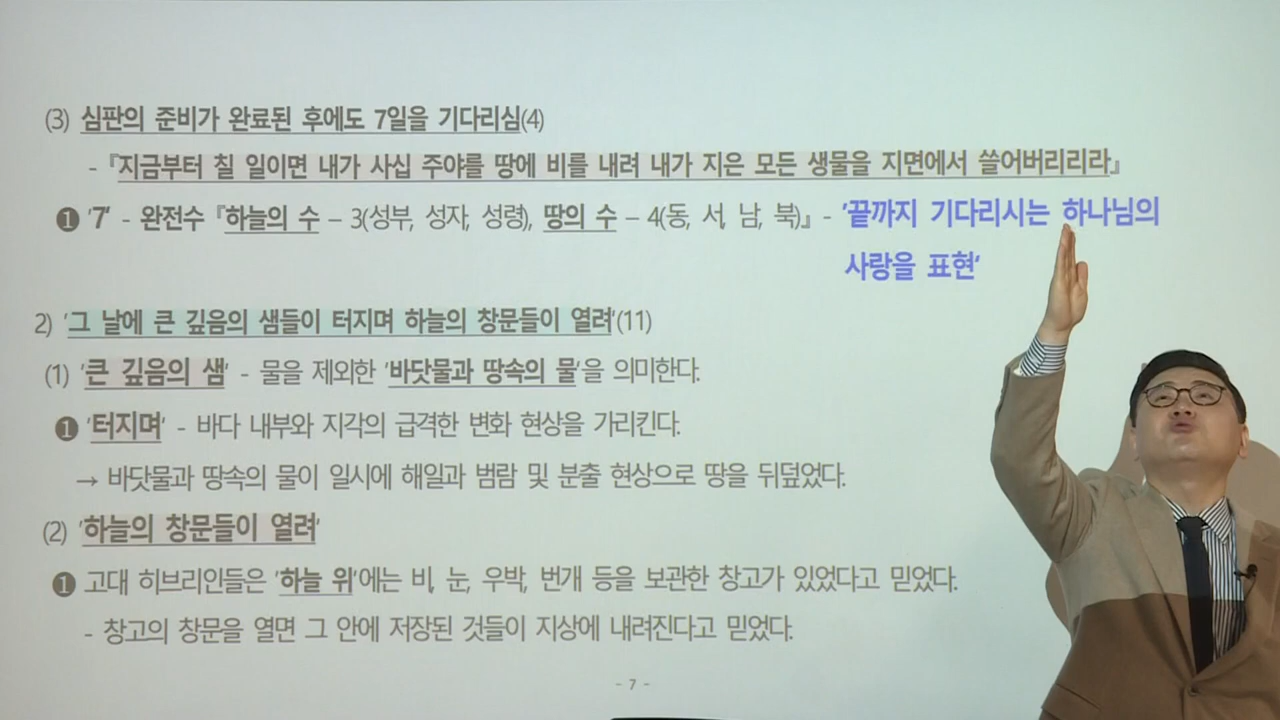 (3) 심판의 준비가 완료된 후에도 7일을 기다리심(4)
- 『지금부터 칠 일이면 내가 사십 주야를 땅에 비를 내려 내가 지은 모든 생물을 지면에서 쓸어버리리라』
❶ '7' - 완전수 『하늘의 수 – 3(성부, 성자, 성령), 땅의 수 – 4(동, 서, 남, 북)』 - '끝까지 기다리시는 하나님의
사랑을 표현'
2) '그 날에 큰 깊음의 샘들이 터지며 하늘의 창문들이 열려'(11)
(1) '큰 깊음의 샘' - 물을 제외한 '바닷물과 땅속의 물'을 의미한다.
❶ '터지며' - 바다 내부와 지각의 급격한 변화 현상을 가리킨다.
→ 바닷물과 땅속의 물이 일시에 해일과 범람 및 분출 현상으로 땅을 뒤덮었다.
(2) '하늘의 창문들이 열려'
❶ 고대 히브리인들은 '하늘 위'에는 비, 눈, 우박, 번개 등을 보관한 창고가 있었다고 믿었다.
- 창고의 창문을 열면 그 안에 저장된 것들이 지상에 내려진다고 믿었다.
- 7 -